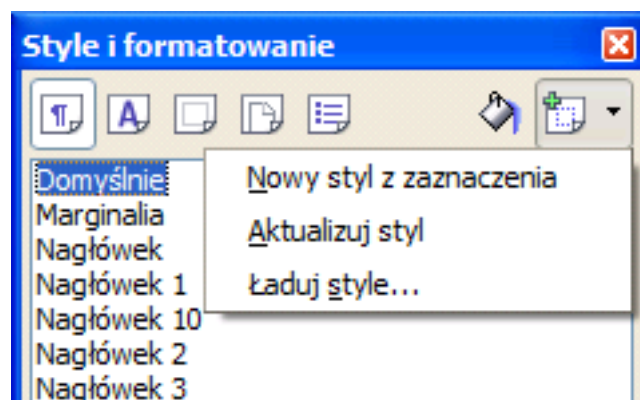 Style i formatowanie
Domyślnie
Marginalia
Nagłówek
Nagłówek 1
Nagłówek 10
Nagłówek 2
Nagłówek 3
Nowy styl z zaznaczenia
Aktualizuj styl
Ładuj style...